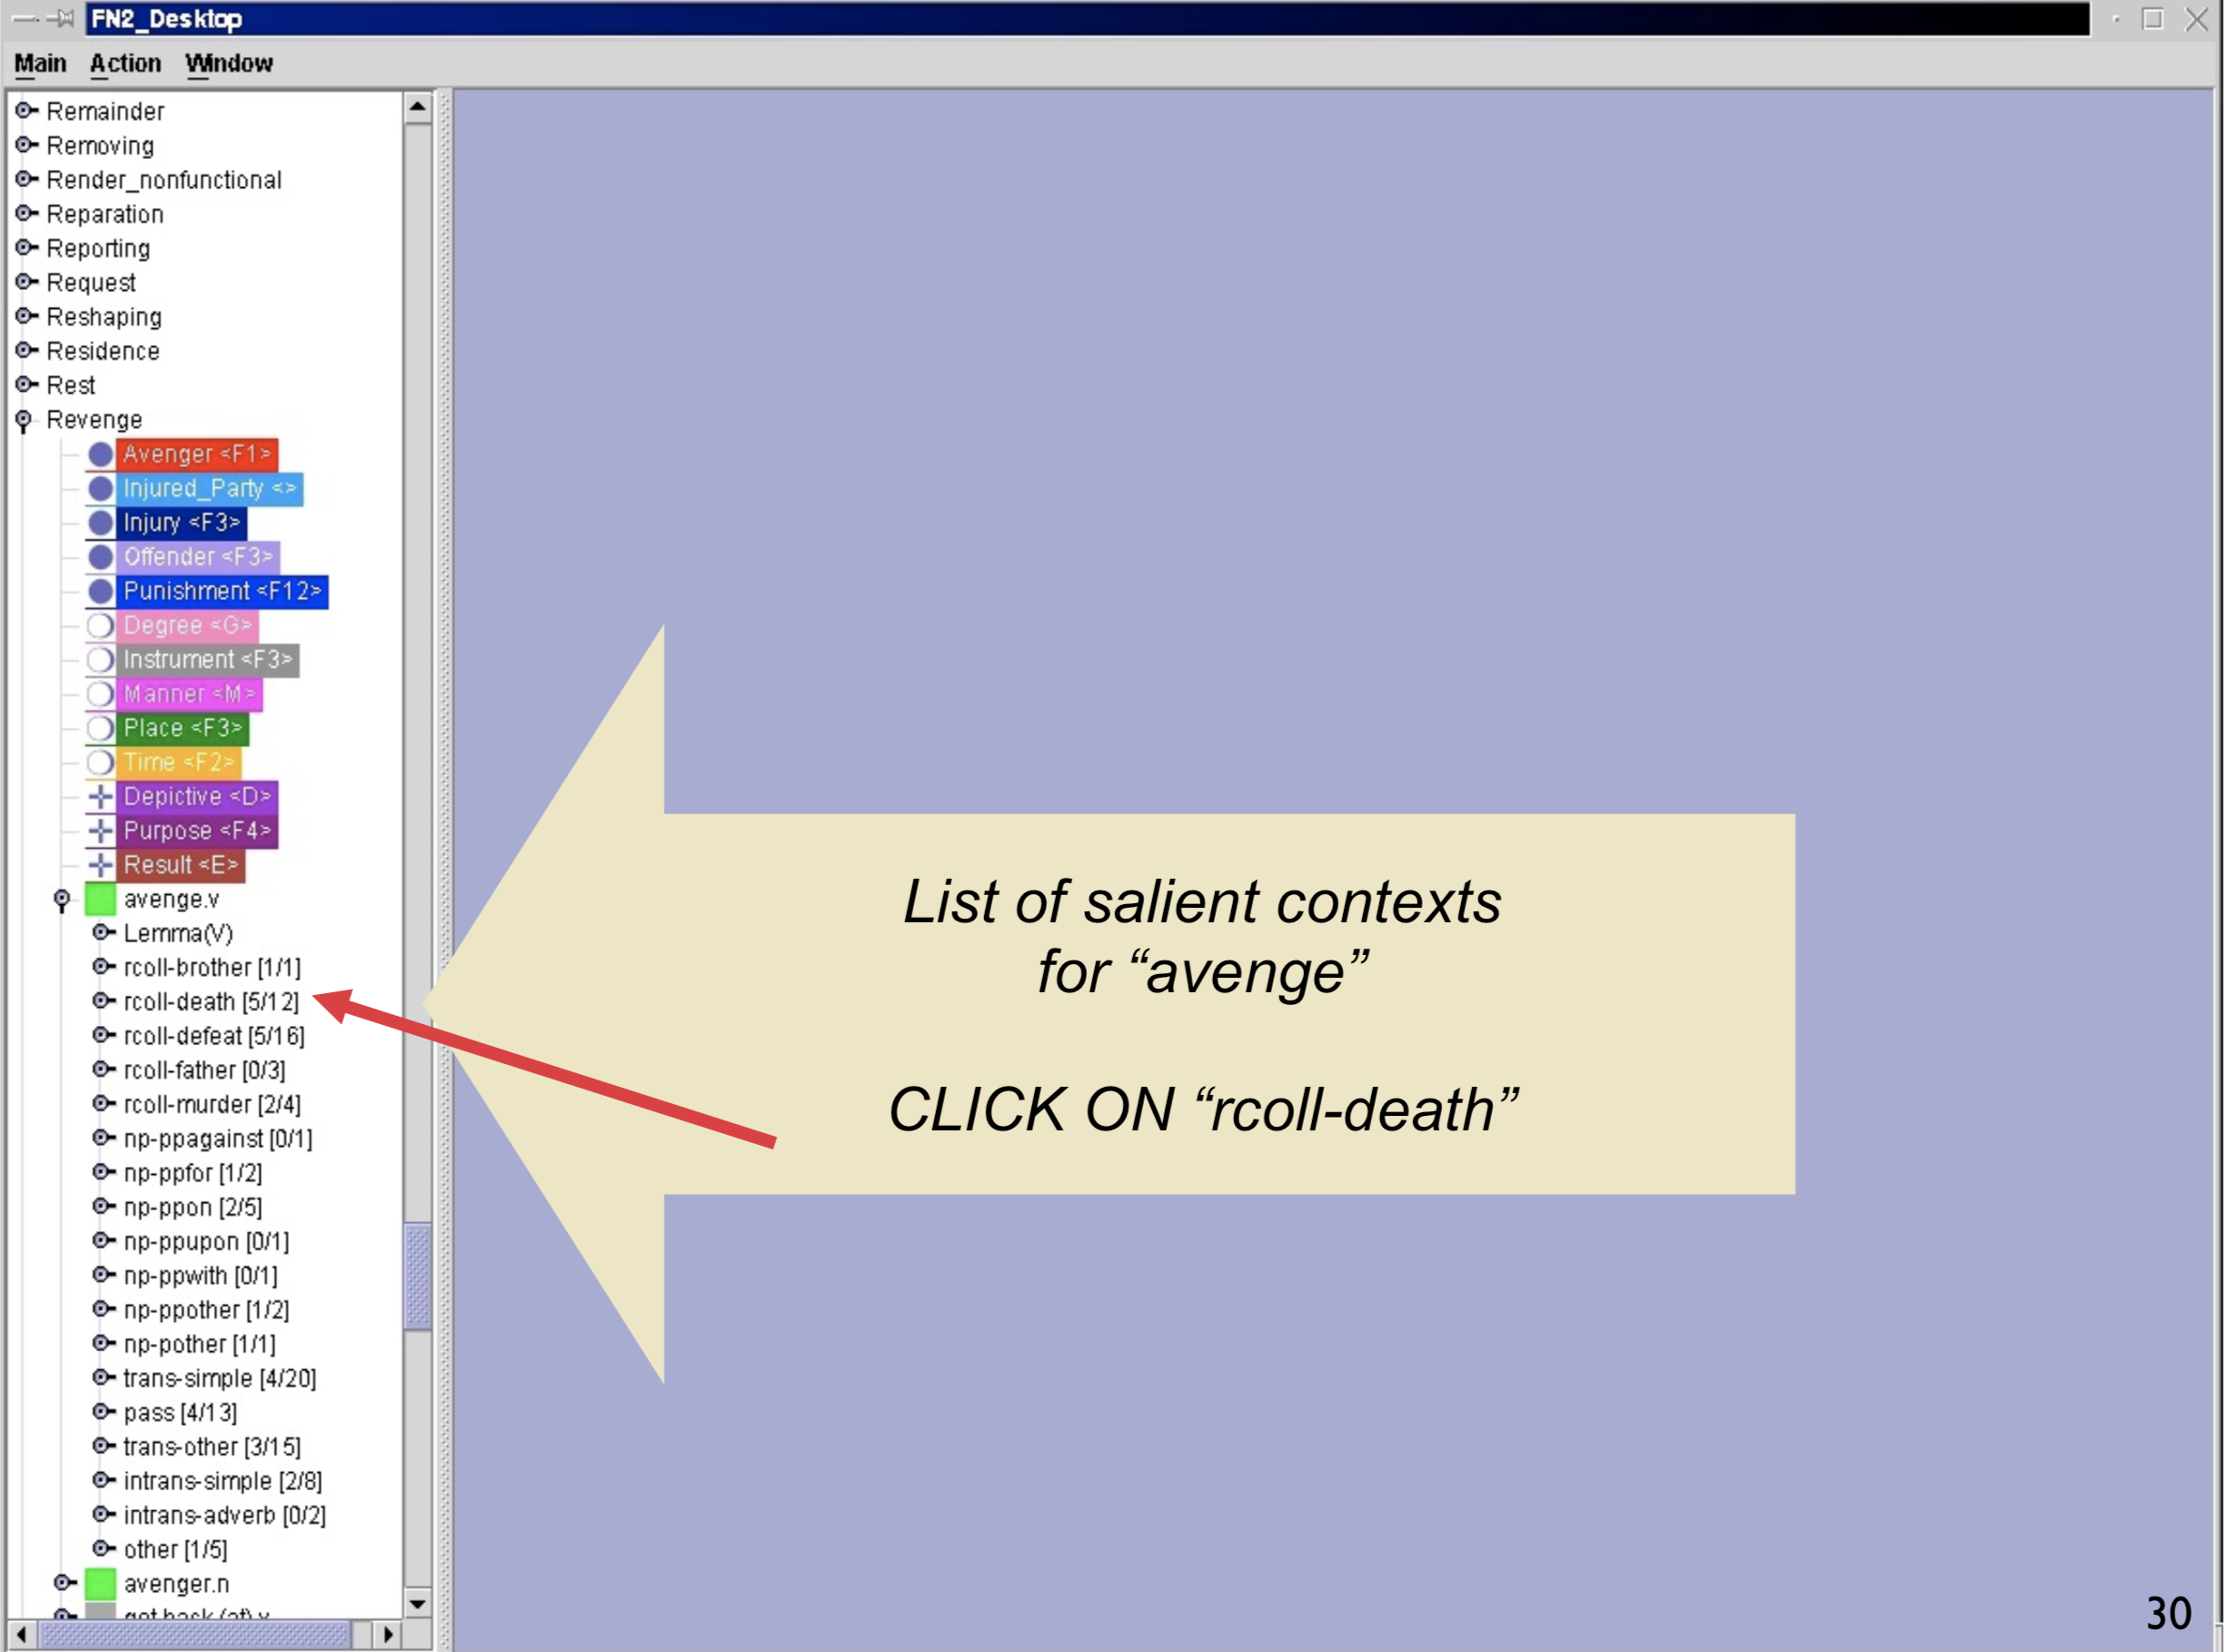 FN2_Desktop
Main Action Window
Remainder
Removing
Render_nonfunctional
Reparation
Reporting
Request
Reshaping
Residence
Rest
Revenge
Avenger <F1>
Injured_Party <>
Injury <F3>
Offender <F3>
Punishment <F12>
Degree <G>
Instrument <F3>
Manner <M>
Place <F3>
Time <F2>
Depictive <D>
Purpose <F4>
Result <E>
avenge.v
Lemma(V)
rcoll-brother [1/1]
rcoll-death [5/12]
rcoll-defeat [5/16]
rcoll-father [0/3]
rcoll-murder [2/4]
np-ppagainst [0/1]
np-ppfor [1/2]
np-ppon [2/5]
np-ppupon [0/1]
np-ppwith [0/1]
np-ppother [1/2]
np-pother [1/1]
trans-simple [4/20]
pass [4/13]
trans-other [3/15]
intrans-simple [2/8]
intrans-adverb [0/2]
other [1/5]
avenger.n
get back (at).v
List of salient contexts
for “avenge”
CLICK ON “rcoll-death”
30